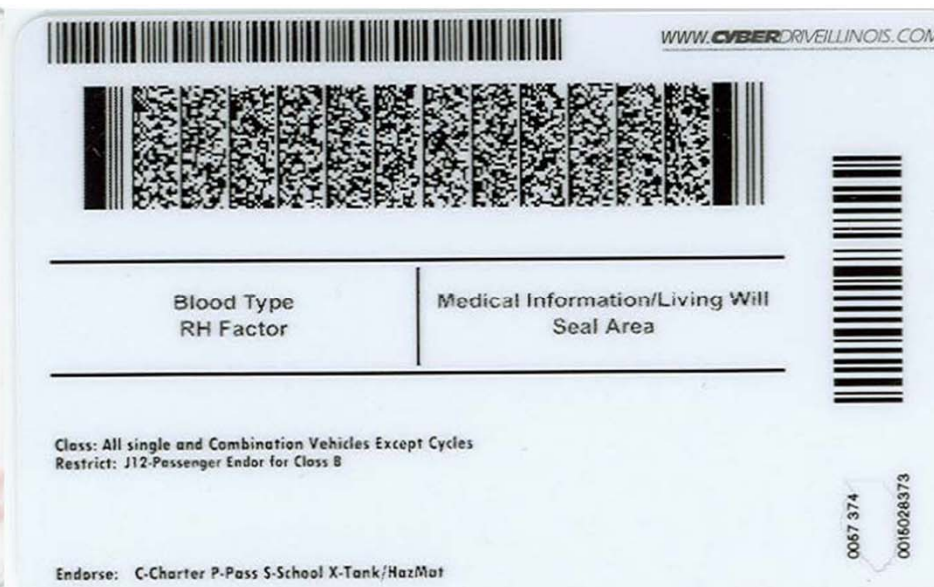 WWW.CYBERDRIVEILLINOIS.COM
Blood Type
RH Factor
Medical Information/Living Will
Seal Area
Class: All single and Combination Vehicles Except Cycles
Restrict: J12-Passenger Endor for Class B
Endorse: C-Charter P-Pass S-School X-Tank/HazMat
0057 374
0016028373